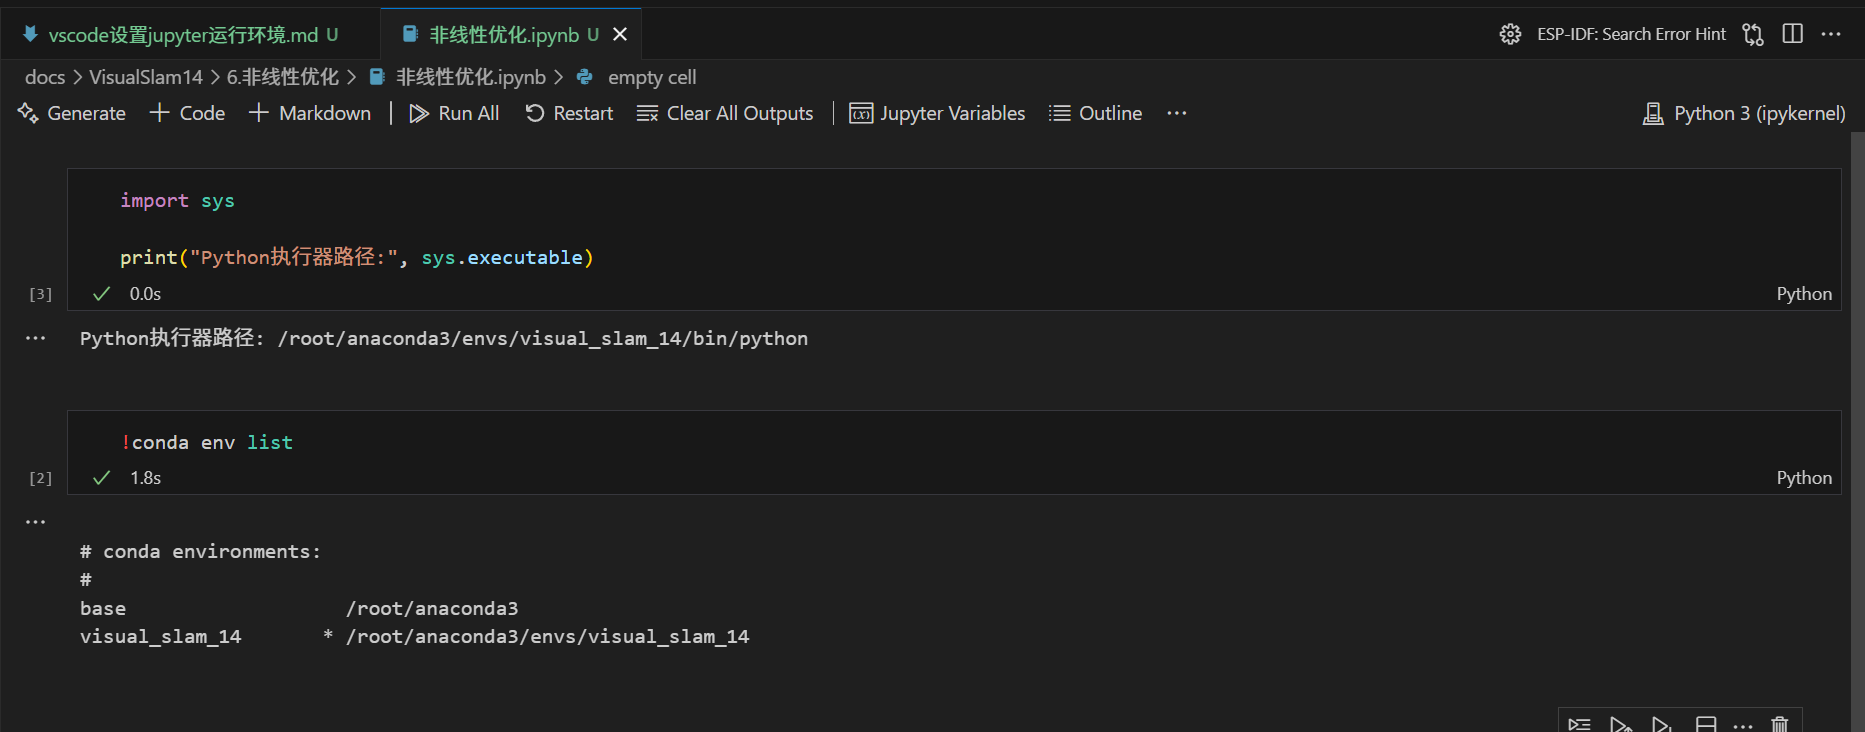 vscode设置jupyter运行环境.md U 非线性优化.ipynb U ESP-IDF: Search Error Hint
docs > VisualSlam14 > 6.非线性优化 > 非线性优化.ipynb > empty cell
Generate + Code + Markdown | Run All Restart Clear All Outputs | Jupyter Variables Outline ··· Python 3 (ipykernel)
import sys
print("Python执行器路径:", sys.executable)
[3] 0.0s Python
··· Python执行器路径: /root/anaconda3/envs/visual_slam_14/bin/python
!conda env list
[2] 1.8s Python
···
# conda environments:
#
base /root/anaconda3
visual_slam_14 * /root/anaconda3/envs/visual_slam_14